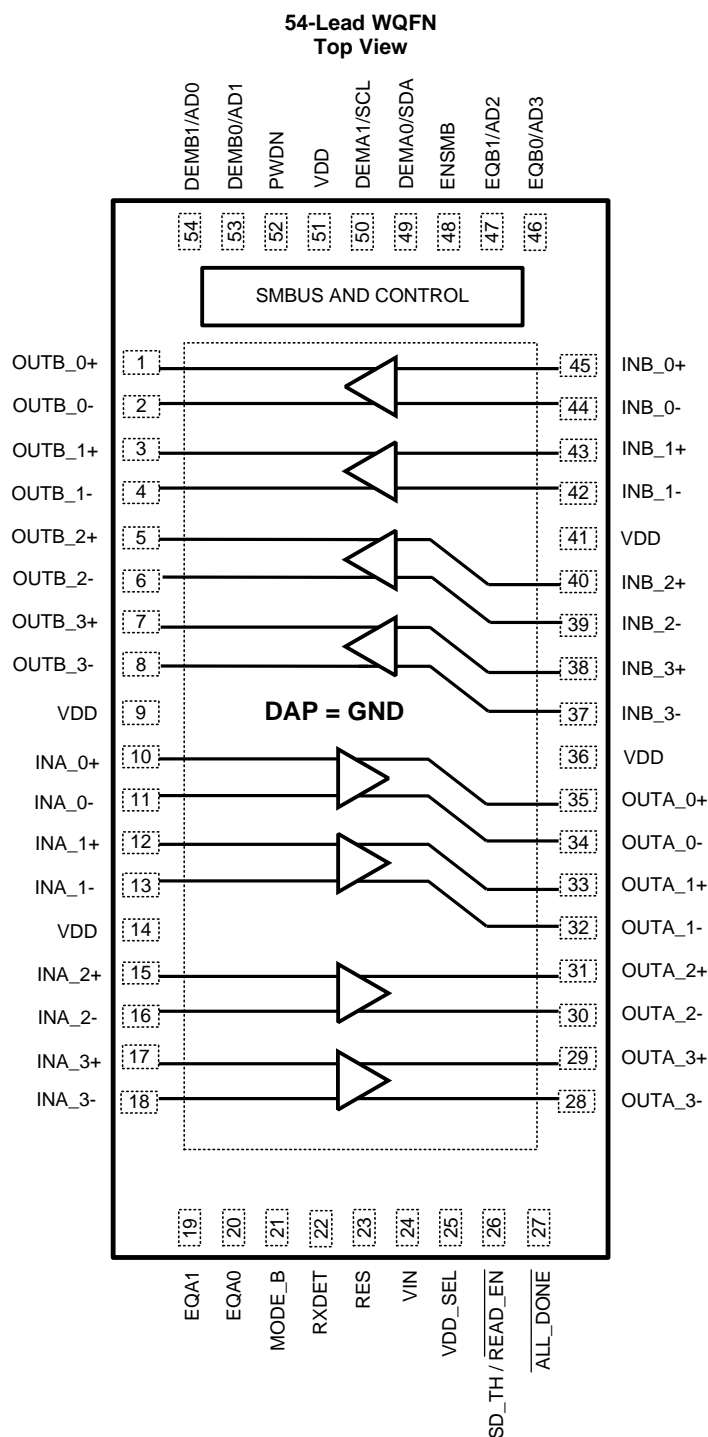 54-Lead WQFN
Top View
DEMB1/AD0
DEMB0/AD1
PWDN
VDD
DEMA1/SCL
DEMA0/SDA
ENSMB
EQB1/AD2
EQB0/AD3
54
53
52
51
50
49
48
47
46
SMBUS AND CONTROL
OUTB_0+ 1 45 INB_0+
OUTB_0- 2 44 INB_0-
OUTB_1+ 3 43 INB_1+
OUTB_1- 4 42 INB_1-
OUTB_2+ 5 41 VDD
OUTB_2- 6 40 INB_2+
OUTB_3+ 7 39 INB_2-
OUTB_3- 8 38 INB_3+
VDD 9 DAP = GND 37 INB_3-
INA_0+ 10 36 VDD
INA_0- 11 35 OUTA_0+
INA_1+ 12 34 OUTA_0-
INA_1- 13 33 OUTA_1+
VDD 14 32 OUTA_1-
INA_2+ 15 31 OUTA_2+
INA_2- 16 30 OUTA_2-
INA_3+ 17 29 OUTA_3+
INA_3- 18 28 OUTA_3-
19
20
21
22
23
24
25
26
27
EQA1
EQA0
MODE_B
RXDET
RES
VIN
VDD_SEL
SD_TH / READ_EN
ALL_DONE